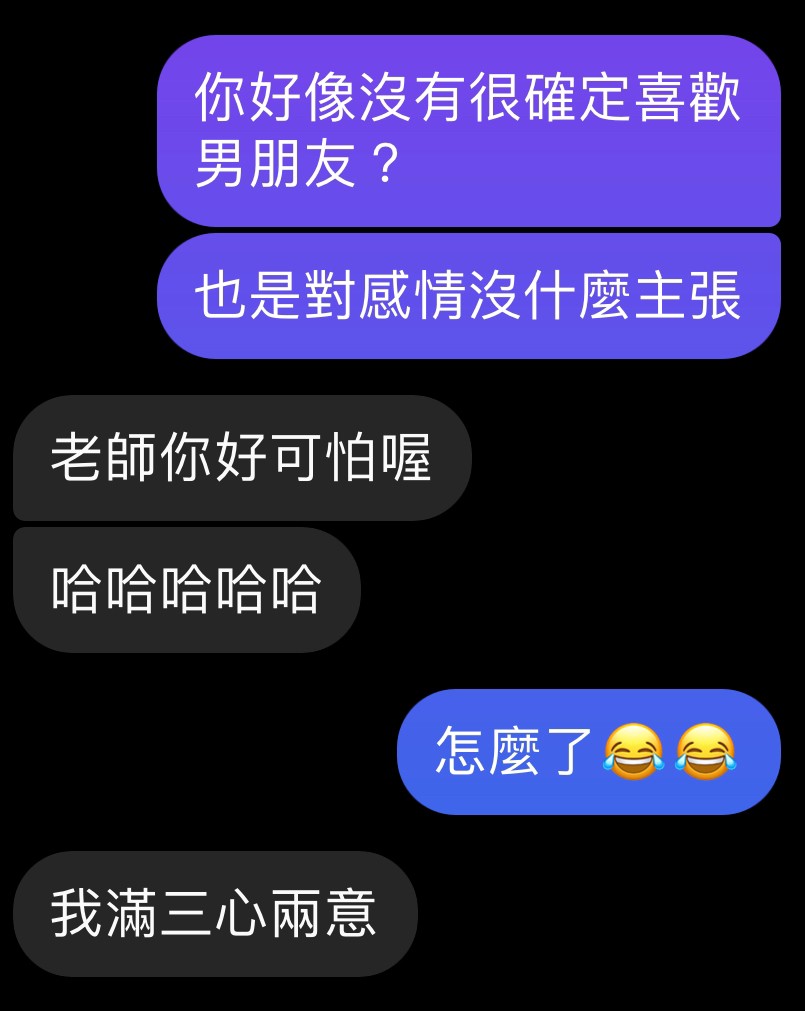 你好像沒有很確定喜歡
男朋友？
也是對感情沒什麼主張
老師你好可怕喔
哈哈哈哈哈
怎麼了😂😂
我滿三心兩意